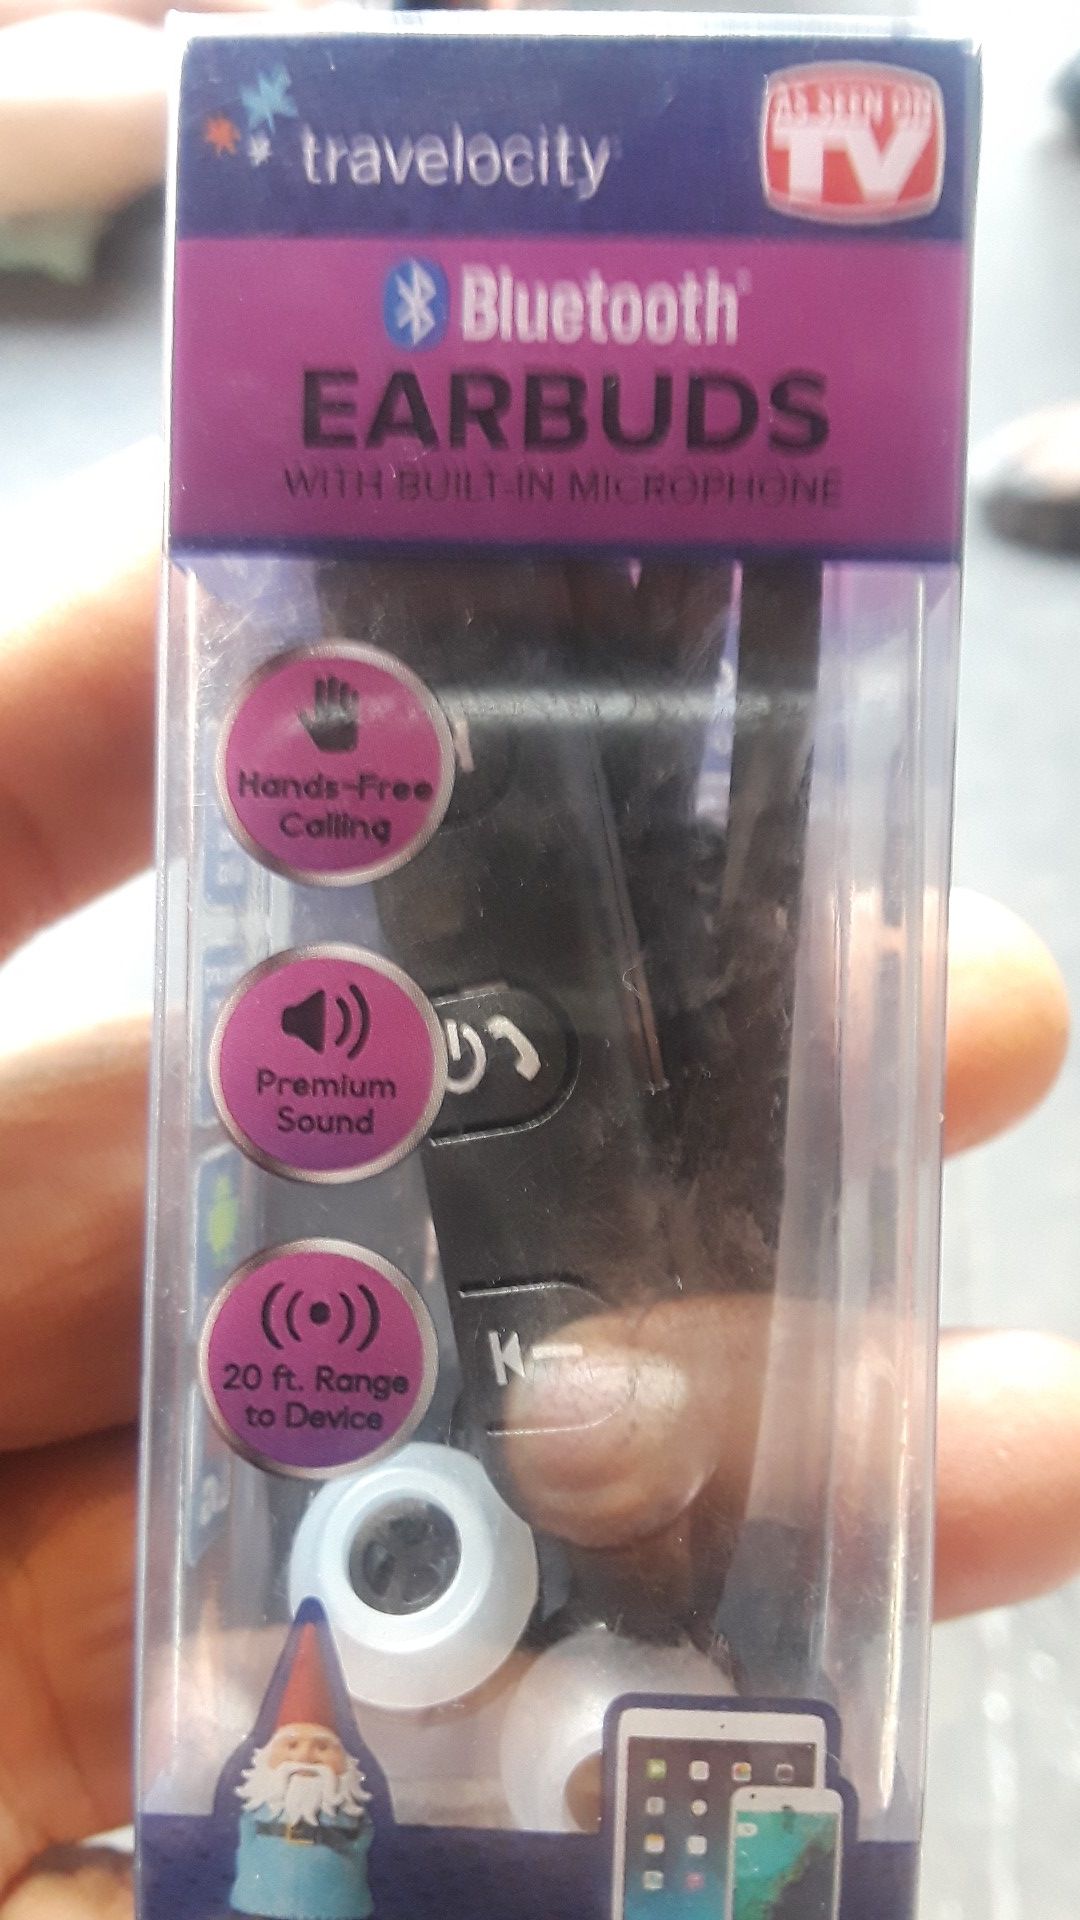 travelocity
AS SEEN ON
TV
Bluetooth®
EARBUDS
WITH BUILT-IN MICROPHONE
Hands-Free
Calling
Premium
Sound
20 ft. Range
to Device